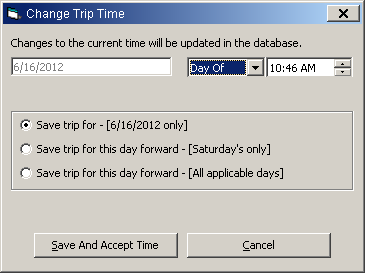 Change Trip Time
Changes to the current time will be updated in the database.
6/16/2012 Day Of 10:46 AM
Save trip for - [6/16/2012 only]
Save trip for this day forward - [Saturday's only]
Save trip for this day forward - [All applicable days]
Save And Accept Time Cancel